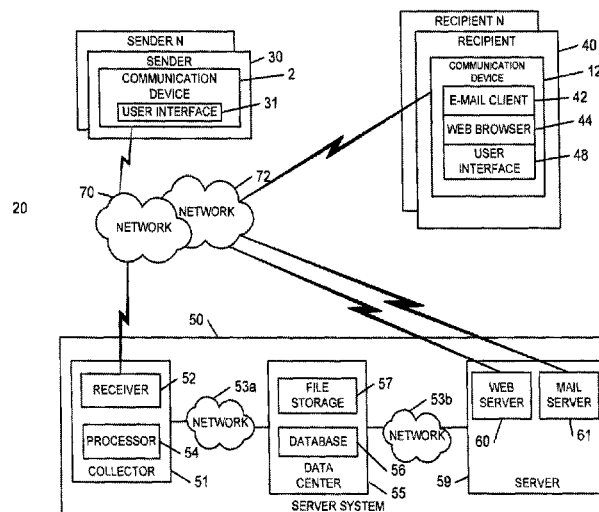 SENDER N
SENDER
30
COMMUNICATION
DEVICE
2
USER INTERFACE
31
RECIPIENT N
RECIPIENT
40
COMMUNICATION
DEVICE
12
E-MAIL CLIENT
42
WEB BROWSER
44
USER
INTERFACE
48
20
70
NETWORK
72
NETWORK
50
RECEIVER
52
PROCESSOR
54
COLLECTOR
51
53a
NETWORK
FILE
STORAGE
57
DATABASE
56
DATA
CENTER
55
53b
NETWORK
WEB
SERVER
60
MAIL
SERVER
61
59
SERVER
SERVER SYSTEM